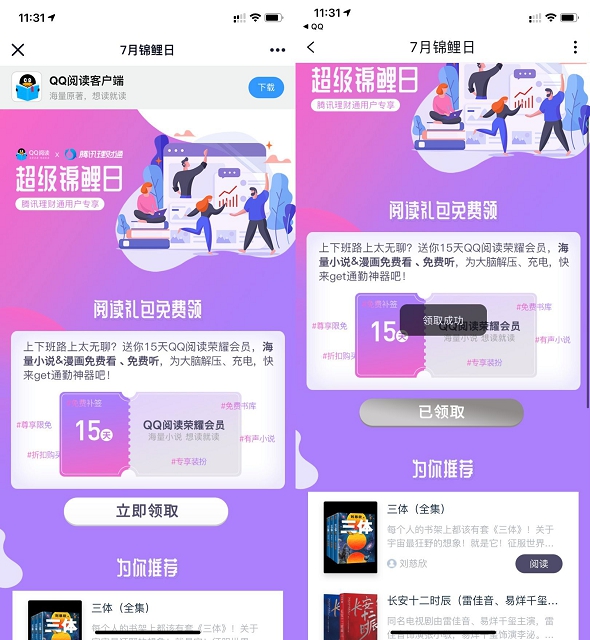 11:31
7月锦鲤日
QQ阅读客户端
海量原著，想读就读
下载
QQ阅读 x 腾讯理财通
超级锦鲤日
腾讯理财通用户专享
阅读礼包免费领
上下班路上太无聊？送你15天QQ阅读荣耀会员，海
量小说&漫画免费看、免费听，为大脑解压、充电，快
来get通勤神器吧！
免费补签
#免费书库
#尊享限免
15天
QQ阅读荣耀会员
海量小说 想读就读
#有声小说
#折扣购买
#专享装扮
立即领取
为你推荐
三体（全集）
每个人的书架上都该有套《三体》！关于
11:31
QQ
7月锦鲤日
超级锦鲤日
腾讯理财通用户专享
阅读礼包免费领
上下班路上太无聊？送你15天QQ阅读荣耀会员，海
量小说&漫画免费看、免费听，为大脑解压、充电，快
来get通勤神器吧！
免费补签
#免费书库
领取成功
#尊享限免
15天
QQ阅读荣耀会员
海量小说 想读就读
#有声小说
#折扣购买
#专享装扮
已领取
为你推荐
三体（全集）
每个人的书架上都该有套《三体》！关于
宇宙最狂野的想象！就是它！征服世界...
刘慈欣
阅读
三体
长安十二时辰（雷佳音、易烊千玺...
同名电视剧由雷佳音、易烊千玺主演，雷